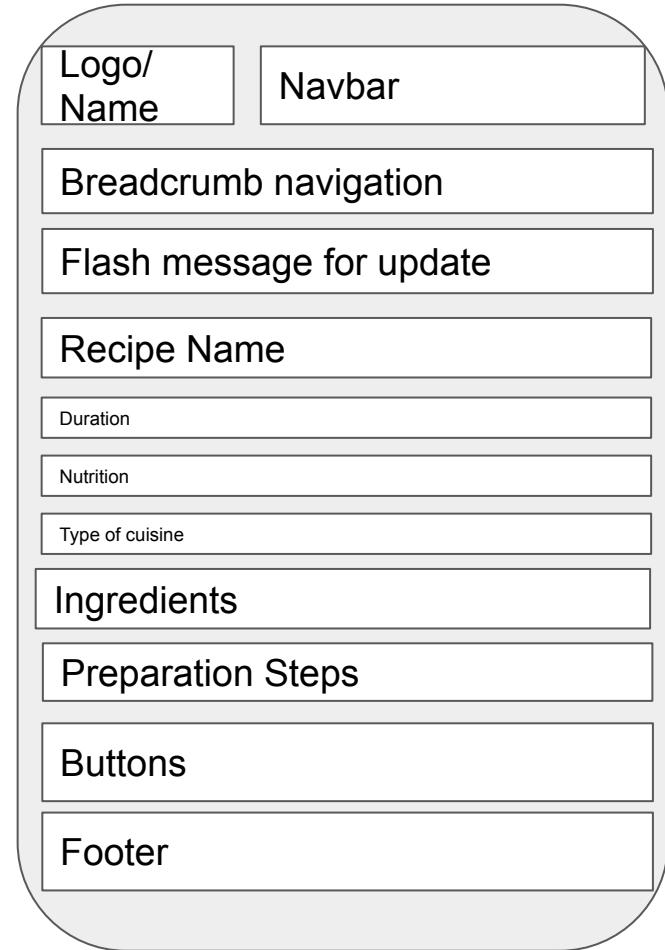 Logo/
Name
Navbar
Breadcrumb navigation
Flash message for update
Recipe Name
Duration
Nutrition
Type of cuisine
Ingredients
Preparation Steps
Buttons
Footer